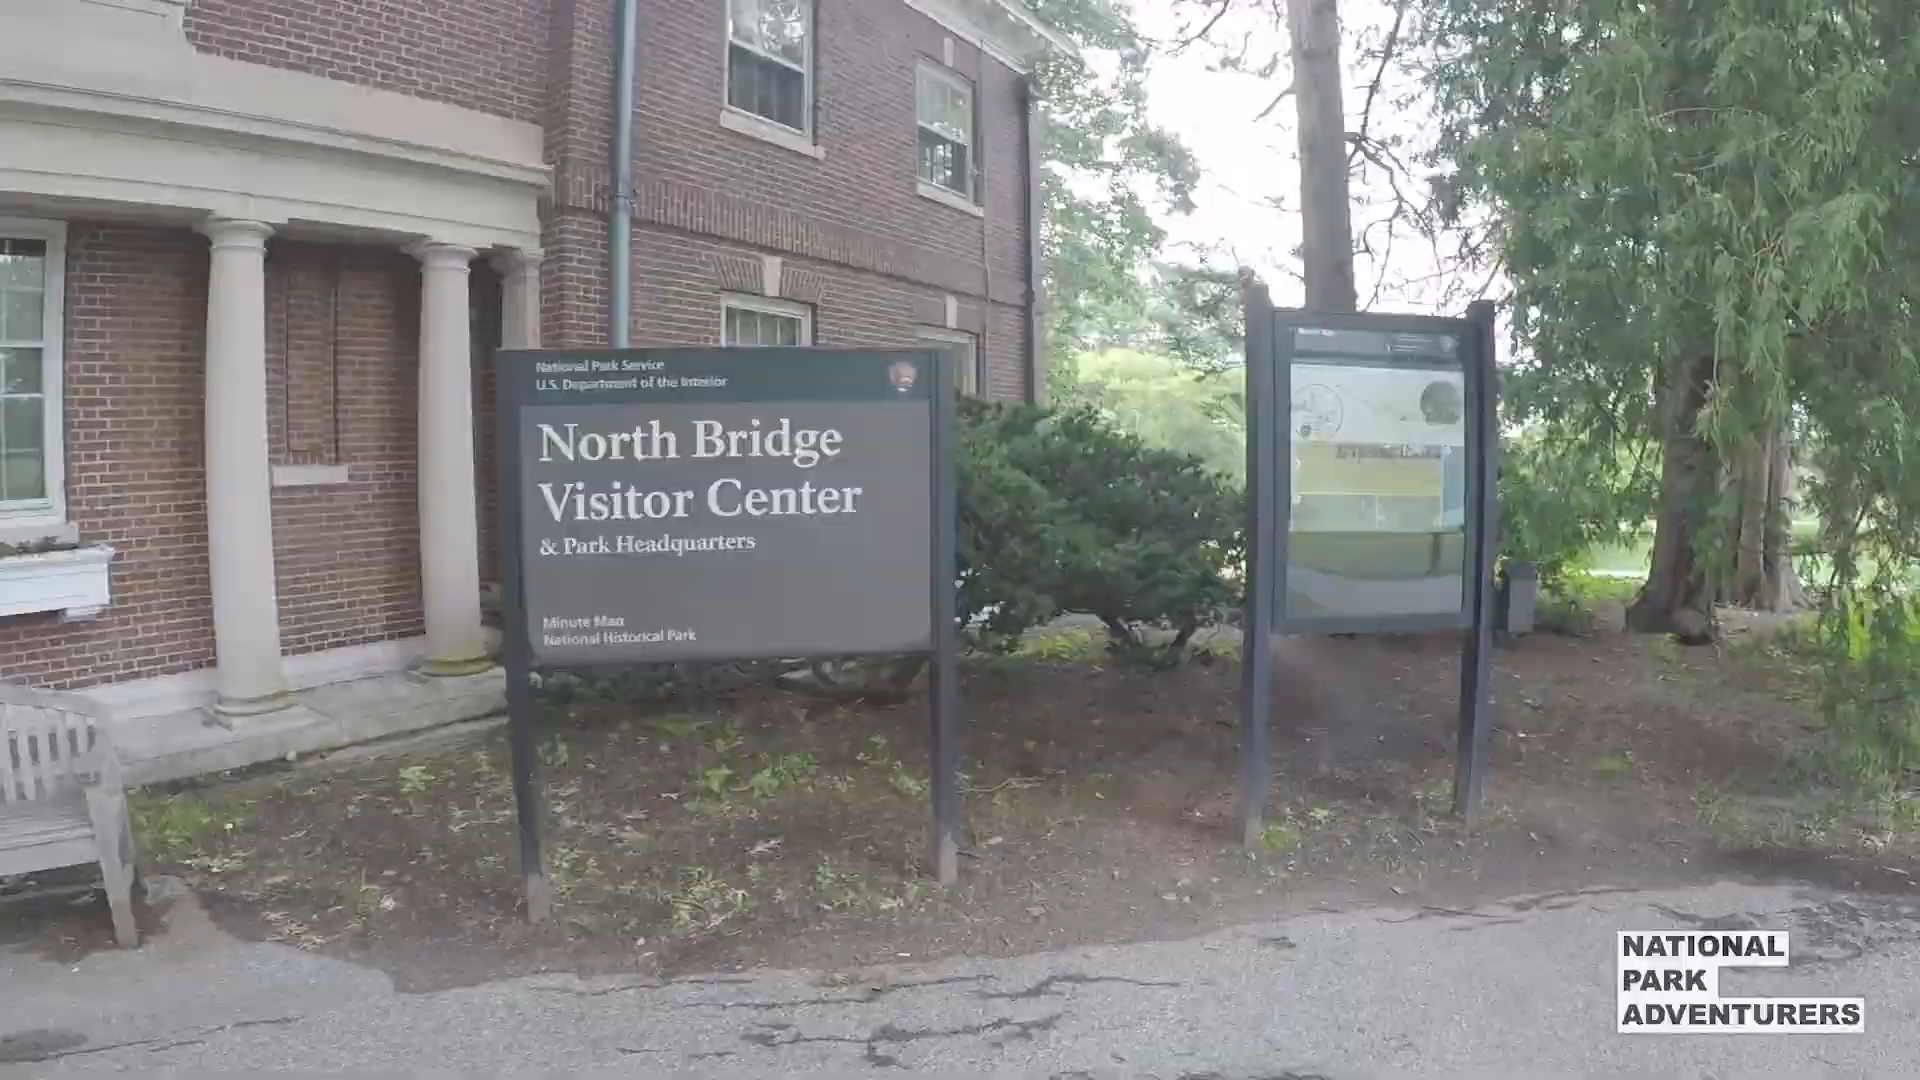 National Park Service
U.S. Department of the Interior
North Bridge
Visitor Center
& Park Headquarters
Minute Man
National Historical Park
NATIONAL
PARK
ADVENTURERS